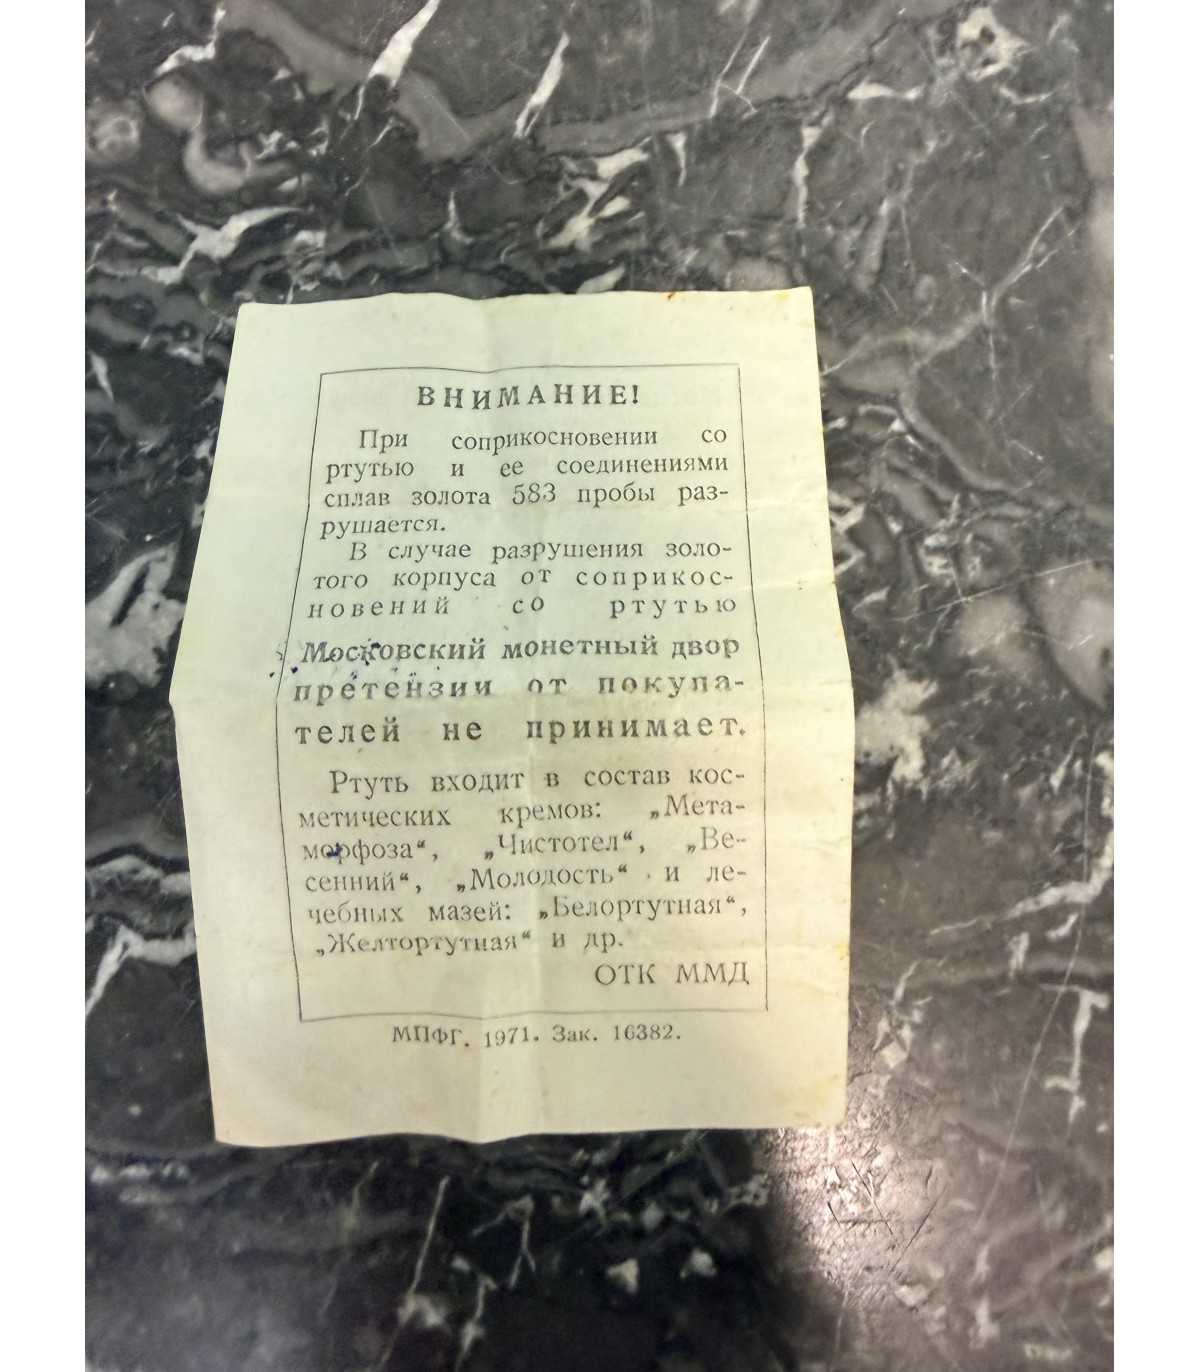 ВНИМАНИЕ!
При соприкосновении со
ртутью и ее соединениями
сплав золота 583 пробы раз-
рушается.
В случае разрушения золо-
того корпуса от соприкос-
новений со ртутью
Московский монетный двор
претензии от покупа-
телей не принимает.
Ртуть входит в состав кос-
метических кремов: „Мета-
морфоза“, „Чистотел“, „Ве-
сенний“, „Молодость“ и ле-
чебных мазей: „Белортутная“,
„Желтортутная“ и др.
ОТК ММД
МПФГ. 1971. Зак. 16382.